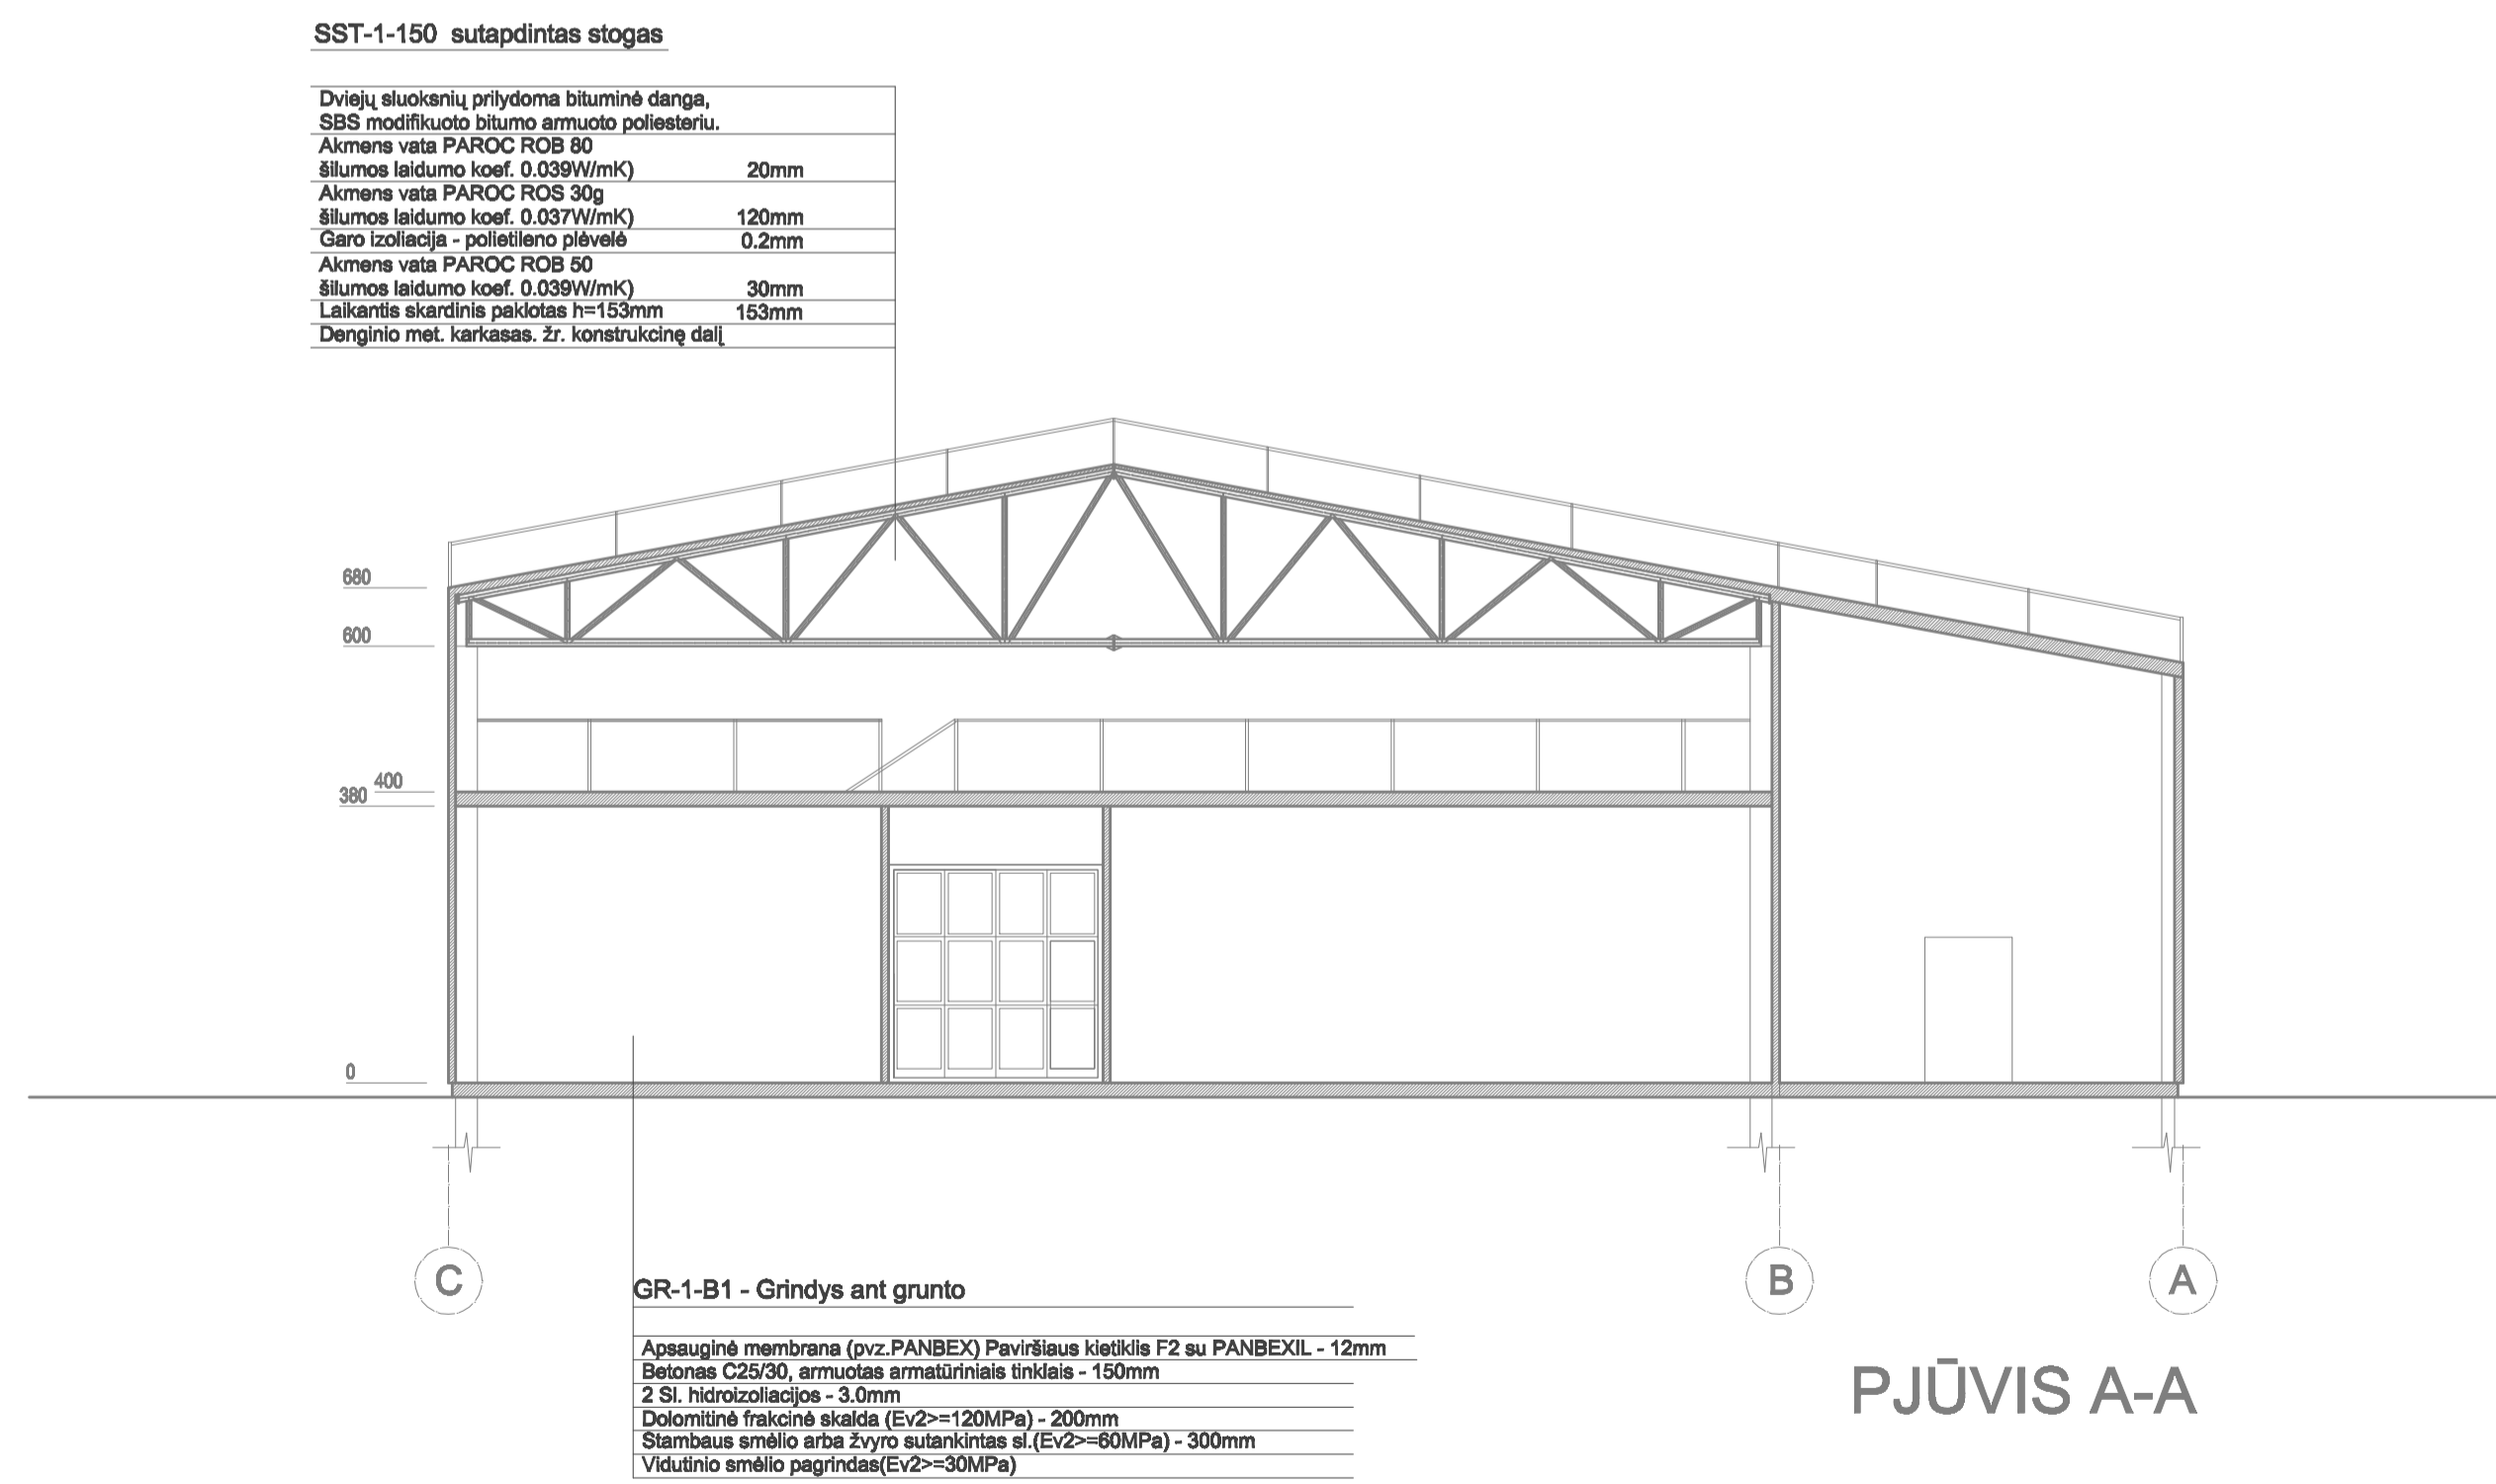 SST-1-150 sutapdintas stogas
Dviejų sluoksnių prilydoma bituminė danga,
SBS modifikuoto bitumo armuoto poliesteriu.
Akmens vata PAROC ROB 80
šilumos laidumo koef. 0.039W/mK) 20mm
Akmens vata PAROC ROS 30g
šilumos laidumo koef. 0.037W/mK) 120mm
Garo izoliacija - polietileno plėvelė 0.2mm
Akmens vata PAROC ROB 50
šilumos laidumo koef. 0.039W/mK) 30mm
Laikantis skardinis paklotas h=153mm 153mm
Denginio met. karkasas. žr. konstrukcinę dalį
680
600
400
380
0
C
B
A
GR-1-B1 - Grindys ant grunto
Apsauginė membrana (pvz.PANBEX) Paviršiaus kietiklis F2 su PANBEXIL - 12mm
Betonas C25/30, armuotas armatūriniais tinklais - 150mm
2 Sl. hidroizoliacijos - 3.0mm
Dolomitinė frakcinė skalda (Ev2>=120MPa) - 200mm
Stambaus smėlio arba žvyro sutankintas sl.(Ev2>=60MPa) - 300mm
Vidutinio smėlio pagrindas(Ev2>=30MPa)
PJŪVIS A-A